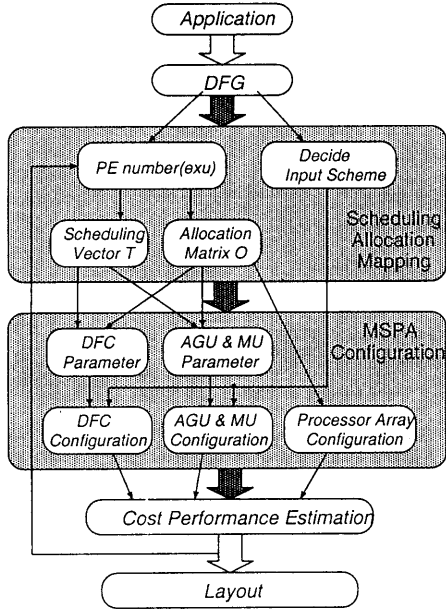 Application
DFG
PE number(exu)
Decide
Input Scheme
Scheduling
Vector T
Allocation
Matrix O
Scheduling
Allocation
Mapping
MSPA
Configuration
DFC
Parameter
AGU & MU
Parameter
DFC
Configuration
AGU & MU
Configuration
Processor Array
Configuration
Cost Performance Estimation
Layout